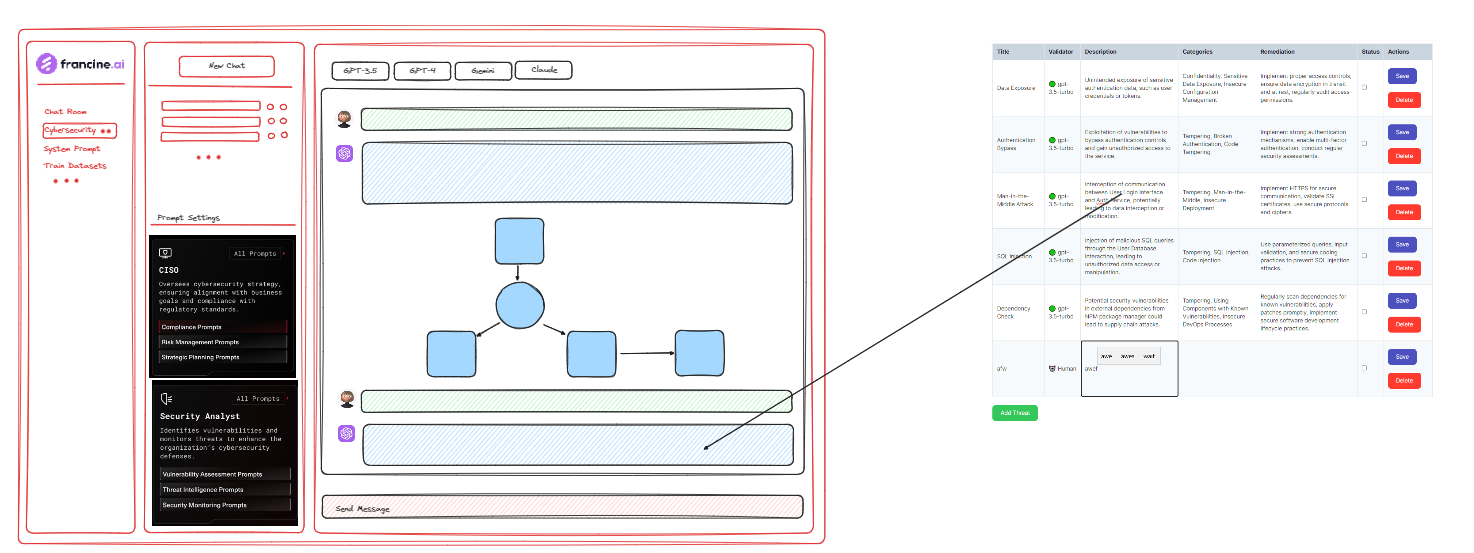 francine.ai
Chat Room
Cybersecurity
System Prompt
Train Datasets
New Chat
Prompt Settings
All Prompts
CISO
Oversees cybersecurity strategy,
ensuring alignment with business
goals and compliance with
regulatory standards.
Compliance Prompts
Risk Management Prompts
Strategic Planning Prompts
All Prompts
Security Analyst
Identifies vulnerabilities and
monitors threats to enhance the
organization's cybersecurity
defenses.
Vulnerability Assessment Prompts
Threat Intelligence Prompts
Security Monitoring Prompts
GPT-3.5
GPT-4
Gemini
Claude
Send Message
Title Validator Description Categories Remediation Status Actions
Data Exposure
gpt-
3.5-turbo
Unintended exposure of sensitive
authentication data, such as user
credentials or tokens.
Confidentiality, Sensitive
Data Exposure, Insecure
Configuration
Management
Implement proper access controls,
ensure data encryption in transit
and at rest, regularly audit access
permissions.
Save
Delete
Authentication
Bypass
gpt-
3.5-turbo
Exploitation of vulnerabilities to
bypass authentication controls
and gain unauthorized access to
the service.
Tampering, Broken
Authentication, Code
Tampering
Implement strong authentication
mechanisms, enable multi-factor
authentication, conduct regular
security assessments.
Save
Delete
Man-in-the-
Middle Attack
gpt-
3.5-turbo
Interception of communication
between User Login Interface
and Auth Service, potentially
leading to data interception or
modification.
Tampering, Man-in-the-
Middle, Insecure
Deployment
Implement HTTPS for secure
communication, validate SSL
certificates, use secure protocols
and ciphers.
Save
Delete
SQL Injection
gpt-
3.5-turbo
Injection of malicious SQL queries
through the User Database
interaction, leading to
unauthorized data access or
manipulation.
Tampering, SQL Injection,
Code Injection
Use parameterized queries, input
validation, and secure coding
practices to prevent SQL injection
attacks.
Save
Delete
Dependency
Check
gpt-
3.5-turbo
Potential security vulnerabilities
in external dependencies from
NPM package manager could
lead to supply chain attacks.
Tampering, Using
Components with Known
Vulnerabilities, Insecure
DevOps Processes
Regularly scan dependencies for
known vulnerabilities, apply
patches promptly, implement
secure software development
lifecycle practices.
Save
Delete
afw
Human
awe awes wait
awef
Save
Delete
Add Threat